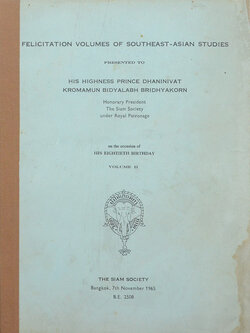 FELICITATION VOLUMES OF SOUTHEAST-ASIAN STUDIES
PRESENTED TO
HIS HIGHNESS PRINCE DHANINIVAT
KROMAMUN BIDYALABH BRIDHYAKORN
Honorary President
The Siam Society
under Royal Patronage
on the occasion of
HIS EIGHTIETH BIRTHDAY
VOLUME II
THE SIAM SOCIETY
Bangkok, 7th November 1965
B.E. 2508